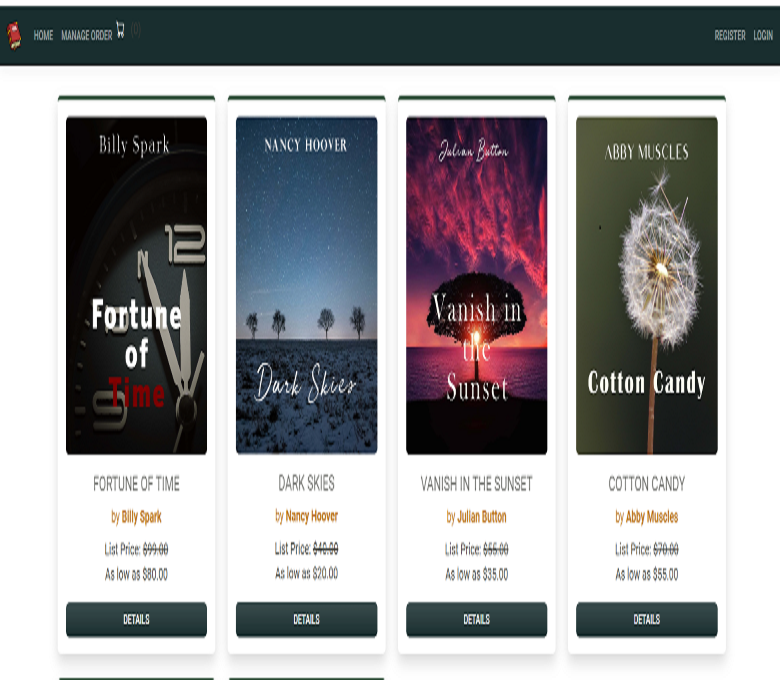 HOME MANAGE ORDER (0) REGISTER LOGIN
Billy Spark
Fortune
of
Time
NANCY HOOVER
Dark Skies
Julian Button
Vanish in
the
Sunset
ABBY MUSCLES
Cotton Candy
FORTUNE OF TIME
by Billy Spark
List Price: $99.00
As low as $80.00
DETAILS
DARK SKIES
by Nancy Hoover
List Price: $40.00
As low as $20.00
DETAILS
VANISH IN THE SUNSET
by Julian Button
List Price: $55.00
As low as $35.00
DETAILS
COTTON CANDY
by Abby Muscles
List Price: $70.00
As low as $55.00
DETAILS